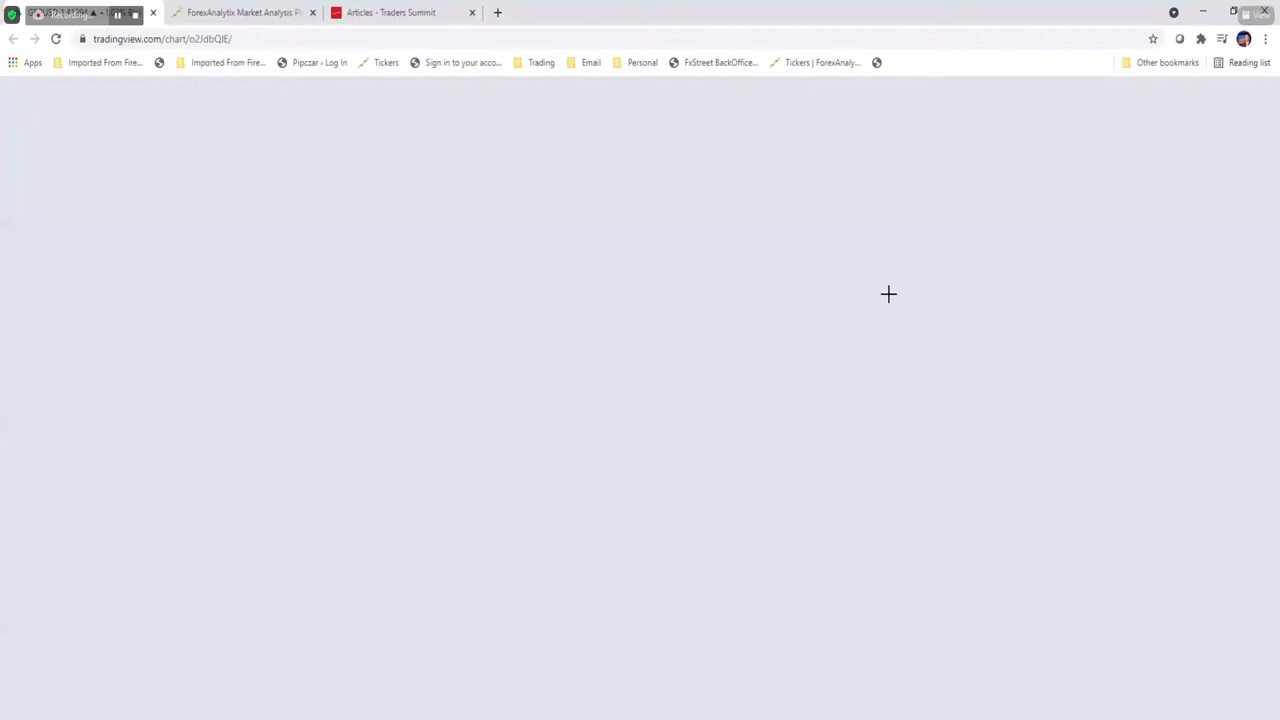 Recording...
ForexAnalytix Market Analysis Pl
Articles - Traders Summit
View
tradingview.com/chart/o2JdbQIE/
Apps
Imported From Fire...
Imported From Fire...
Pipczar › Log In
Tickers
Sign in to your acco...
Trading
Email
Personal
FxStreet BackOffice...
Tickers | ForexAnaly...
Other bookmarks
Reading list